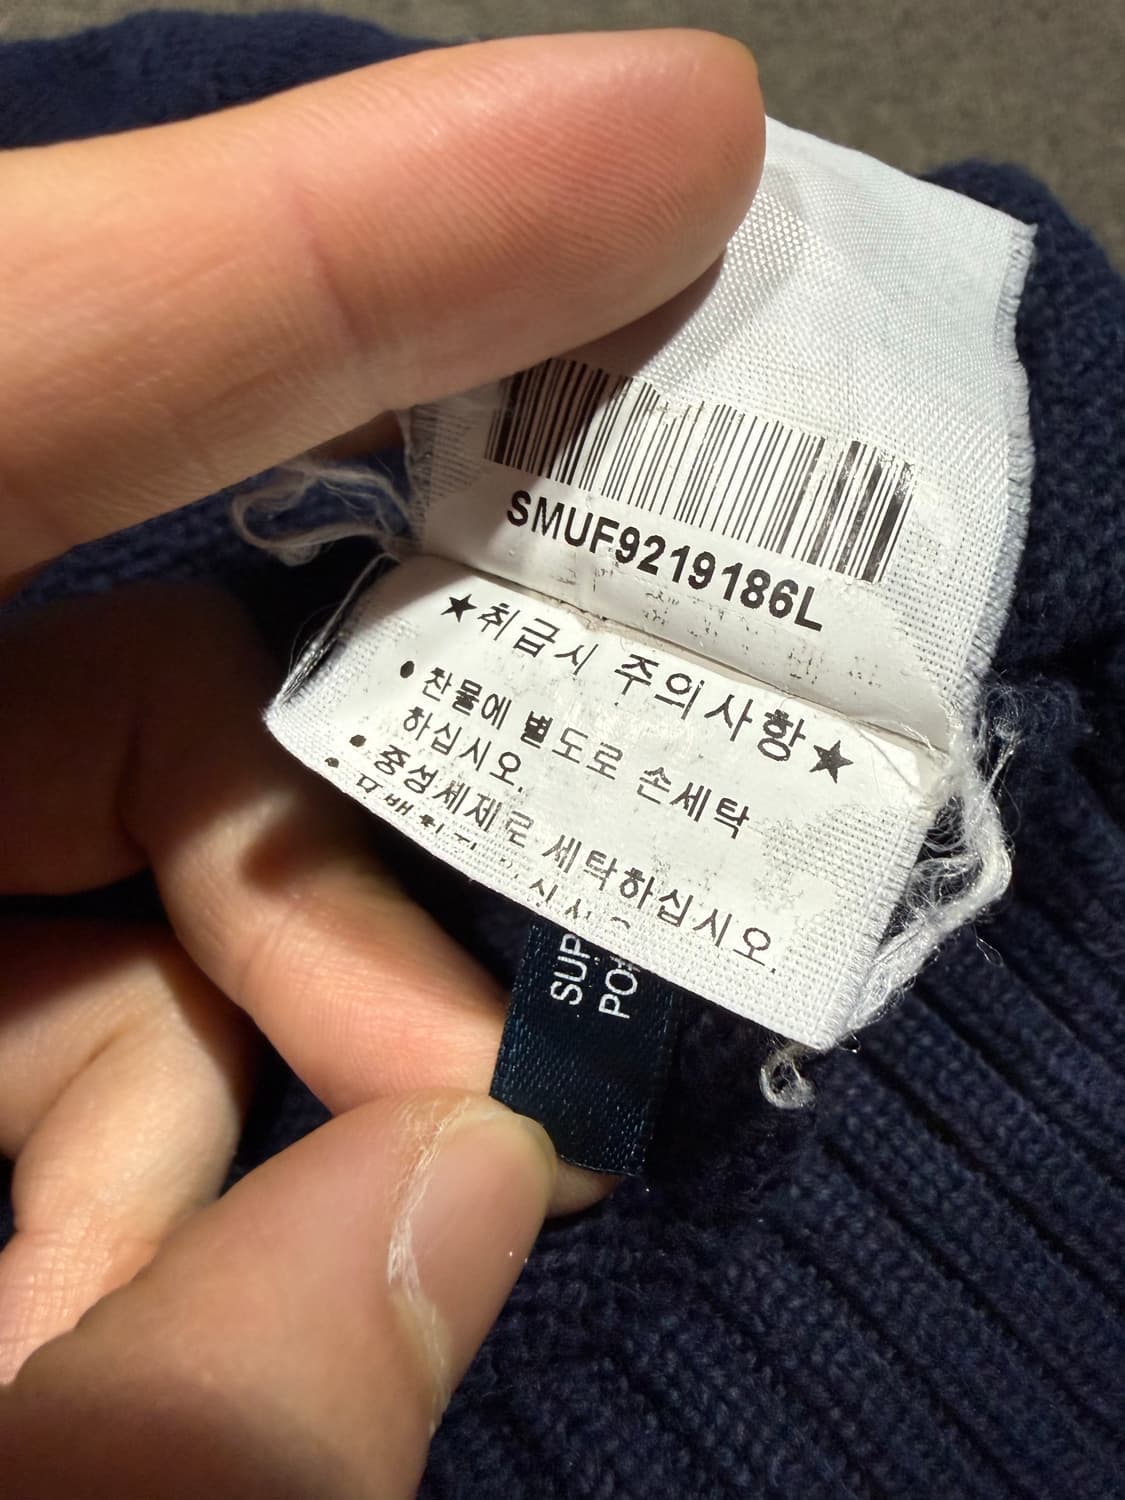 SMUF9219186L
★취급시 주의사항★
● 찬물에 별도로 손세탁
하십시오.
● 중성세제로 세탁하십시오.
SUP
PO